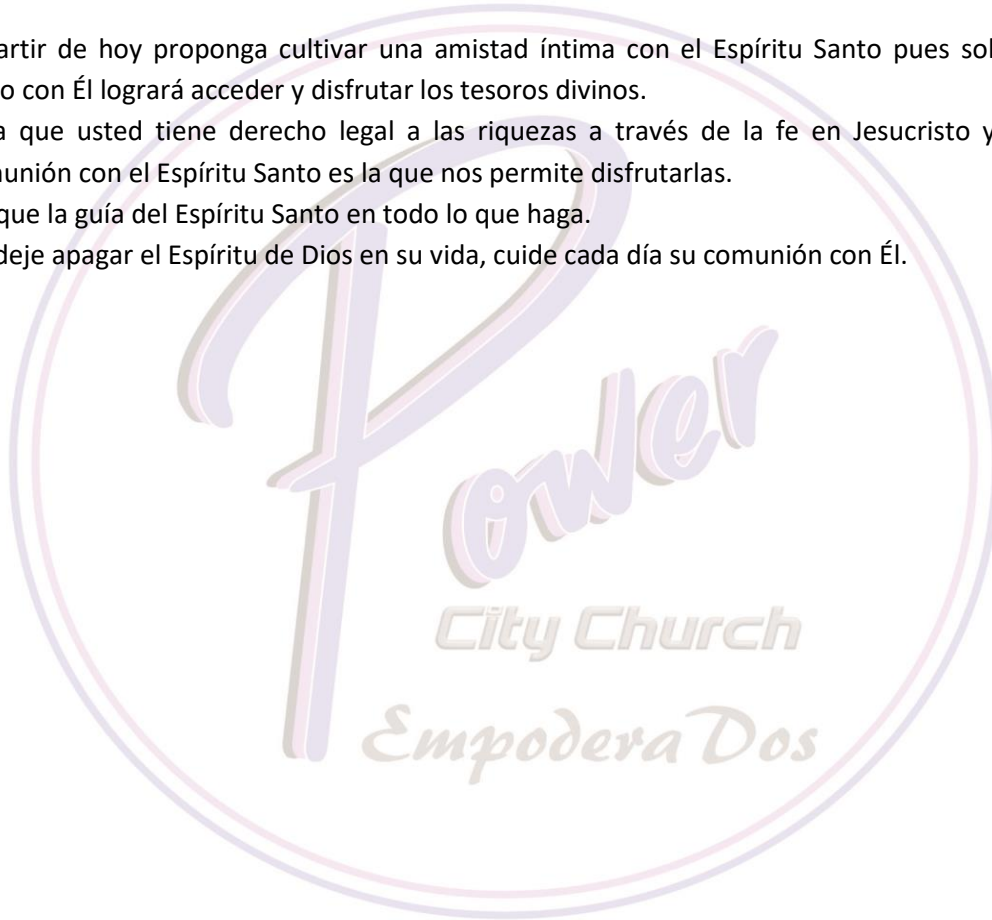 artir de hoy proponga cultivar una amistad íntima con el Espíritu Santo pues sol
o con Él logrará acceder y disfrutar los tesoros divinos.
a que usted tiene derecho legal a las riquezas a través de la fe en Jesucristo y
unión con el Espíritu Santo es la que nos permite disfrutarlas.
que la guía del Espíritu Santo en todo lo que haga.
deje apagar el Espíritu de Dios en su vida, cuide cada día su comunión con Él.
Power
City Church
EmpoderaDos